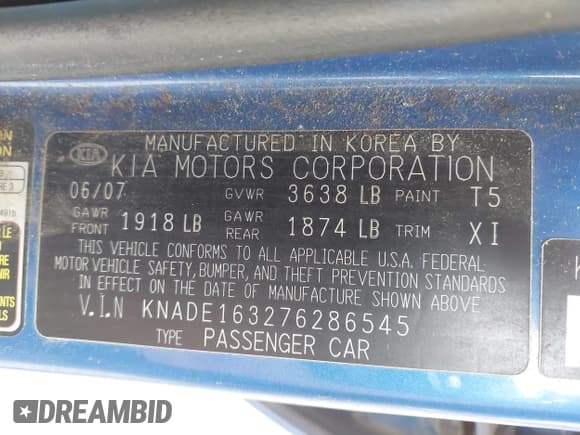 MANUFACTURED IN KOREA BY
KIA KIA MOTORS CORPORATION
06/07 GVWR 3638 LB PAINT T5
GAWR FRONT 1918 LB GAWR REAR 1874 LB TRIM XI
THIS VEHICLE CONFORMS TO ALL APPLICABLE U.S.A. FEDERAL
MOTOR VEHICLE SAFETY, BUMPER, AND THEFT PREVENTION STANDARDS
IN EFFECT ON THE DATE OF MANUFACTURE SHOWN ABOVE
V.I.N KNADE163276286545
TYPE PASSENGER CAR
DREAMBID